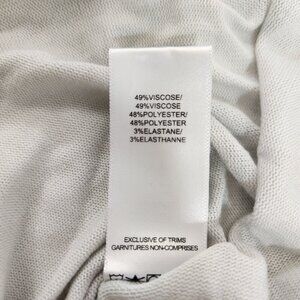 49%VISCOSE/
49%VISCOSE
48%POLYESTER/
48%POLYESTER
3%ELASTANE/
3%ELASTHANNE
EXCLUSIVE OF TRIMS
GARNITURES NON-COMPRISES